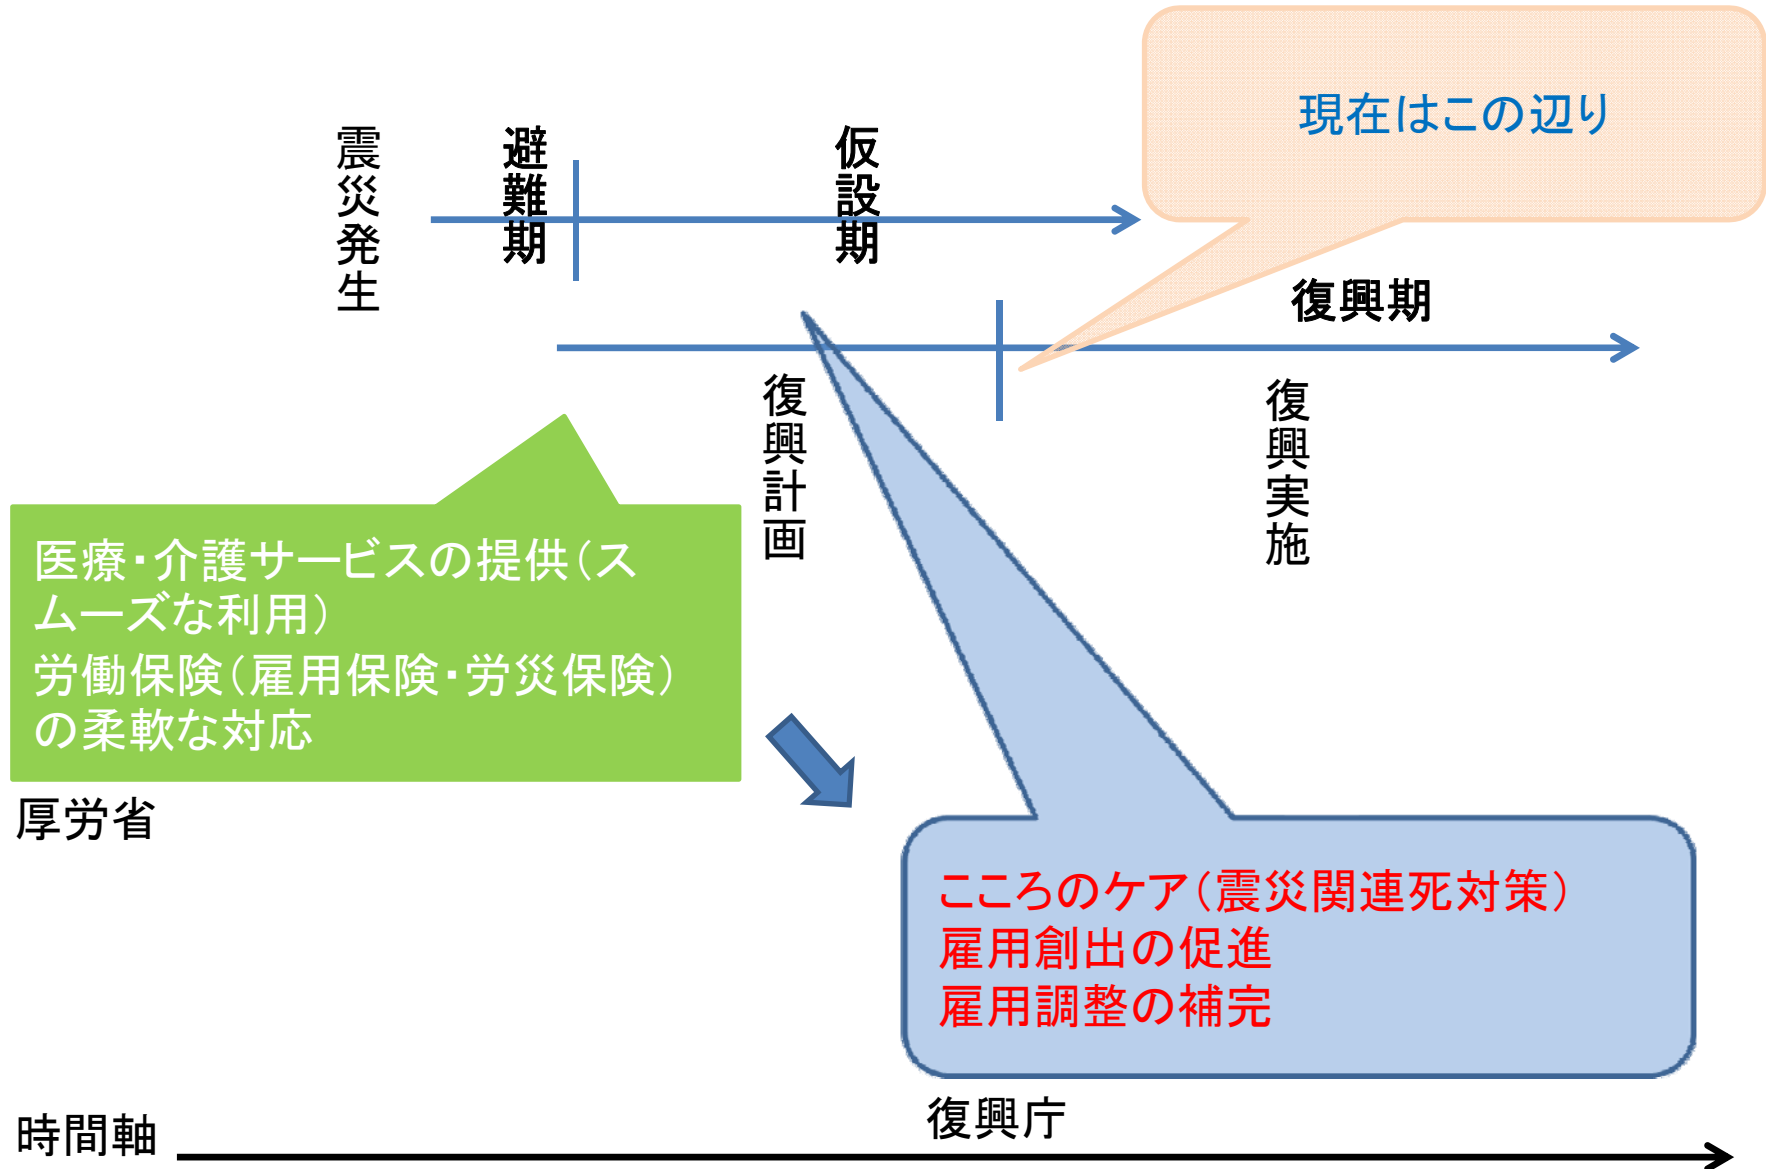 現在はこの辺り
震災発生
避難期
仮設期
復興期
復興計画
復興実施
医療・介護サービスの提供（ス
ムーズな利用）
労働保険（雇用保険・労災保険）
の柔軟な対応
厚労省
こころのケア（震災関連死対策）
雇用創出の促進
雇用調整の補完
復興庁
時間軸